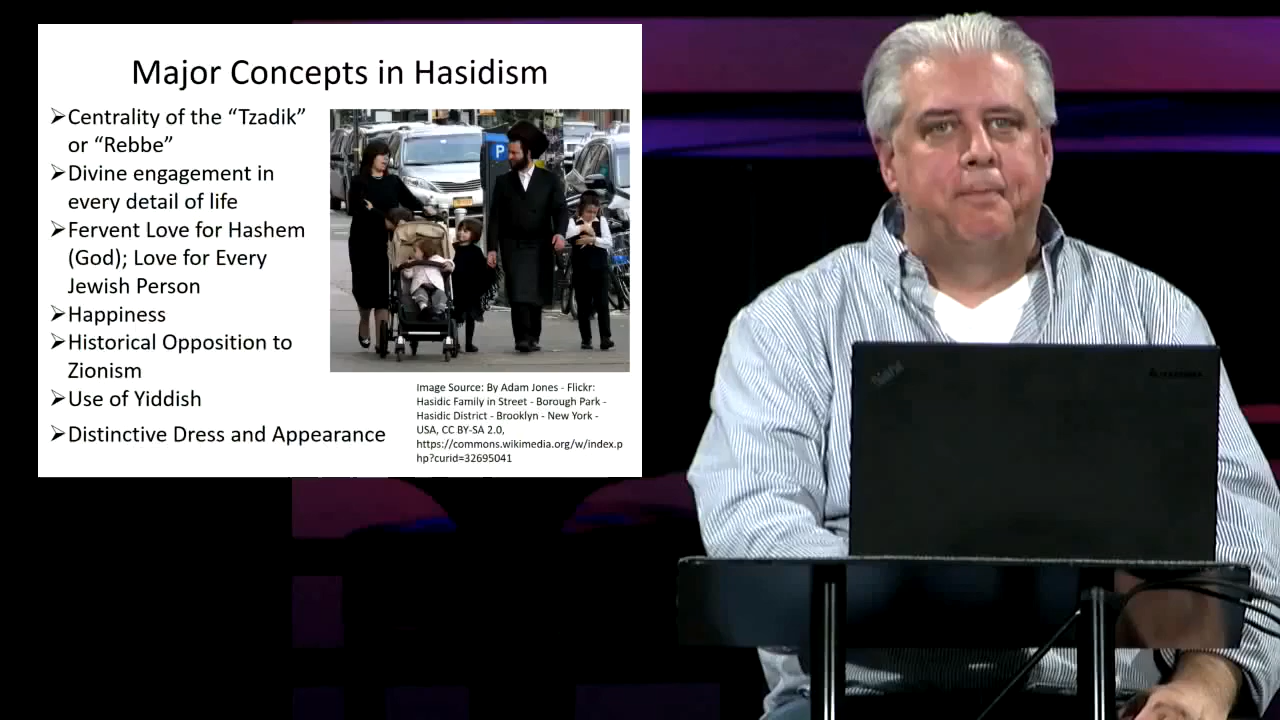 Major Concepts in Hasidism
➢Centrality of the “Tzadik”
or “Rebbe”
➢Divine engagement in
every detail of life
➢Fervent Love for Hashem
(God); Love for Every
Jewish Person
➢Happiness
➢Historical Opposition to
Zionism
➢Use of Yiddish
➢Distinctive Dress and Appearance
P
Image Source: By Adam Jones - Flickr:
Hasidic Family in Street - Borough Park -
Hasidic District - Brooklyn - New York -
USA, CC BY-SA 2.0,
https://commons.wikimedia.org/w/index.p
hp?curid=32695041